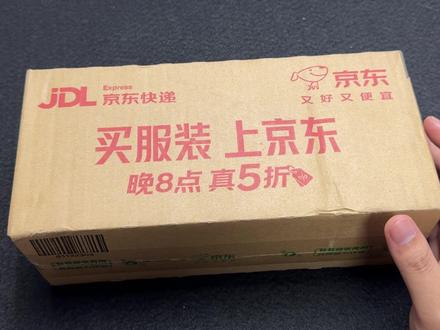 JDL Express 京东快递
京东
又好又便宜
买服装 上京东
晚8点 真5折